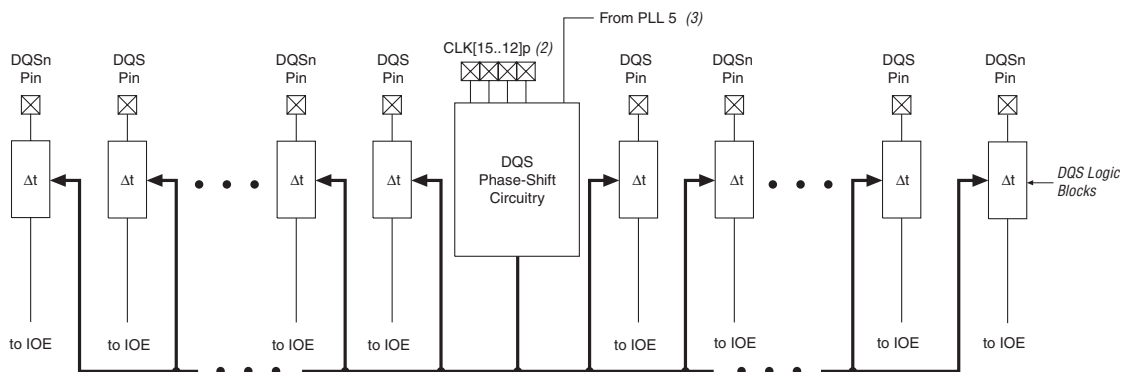 From PLL 5 (3)
CLK[15..12]p (2)
DQSn
Pin
DQS
Pin
DQSn
Pin
DQS
Pin
DQS
Pin
DQSn
Pin
DQS
Pin
DQSn
Pin
Δt
Δt
Δt
Δt
DQS
Phase-Shift
Circuitry
Δt
Δt
Δt
Δt
DQS Logic
Blocks
to IOE
to IOE
to IOE
to IOE
to IOE
to IOE
to IOE
to IOE